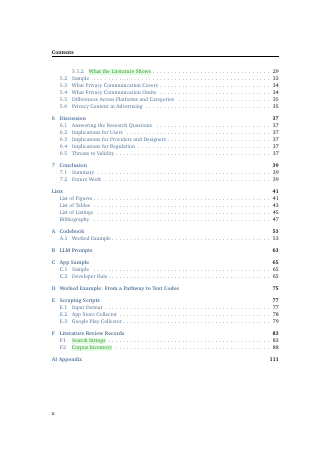 Contents
5.1.2 What the Literature Shows . . . . . . . . . . 29
5.2 Sample . . . . . . . . . . 33
5.3 What Privacy Communication Covers . . . . . . . . . . 34
5.4 What Privacy Communication Omits . . . . . . . . . . 34
5.5 Differences Across Platforms and Categories . . . . . . . . . . 35
5.6 Privacy Content in Advertising . . . . . . . . . . 35
6 Discussion 37
6.1 Answering the Research Questions . . . . . . . . . . 37
6.2 Implications for Users . . . . . . . . . . 37
6.3 Implications for Providers and Designers . . . . . . . . . . 37
6.4 Implications for Regulation . . . . . . . . . . 37
6.5 Threats to Validity . . . . . . . . . . 37
7 Conclusion 39
7.1 Summary . . . . . . . . . . 39
7.2 Future Work . . . . . . . . . . 39
Lists 41
List of Figures . . . . . . . . . . 41
List of Tables . . . . . . . . . . 43
List of Listings . . . . . . . . . . 45
Bibliography . . . . . . . . . . 47
A Codebook 53
A.1 Worked Example . . . . . . . . . . 53
B LLM Prompts 63
C App Sample 65
C.1 Sample . . . . . . . . . . 65
C.2 Developer Role . . . . . . . . . . 65
D Worked Example: From a Pathway to Text Codes 75
E Scraping Scripts 77
E.1 Input Format . . . . . . . . . . 77
E.2 App Store Collector . . . . . . . . . . 78
E.3 Google Play Collector . . . . . . . . . . 79
F Literature Review Records 83
F.1 Search Strings . . . . . . . . . . 83
F.2 Corpus Inventory . . . . . . . . . . 88
AI Appendix 111